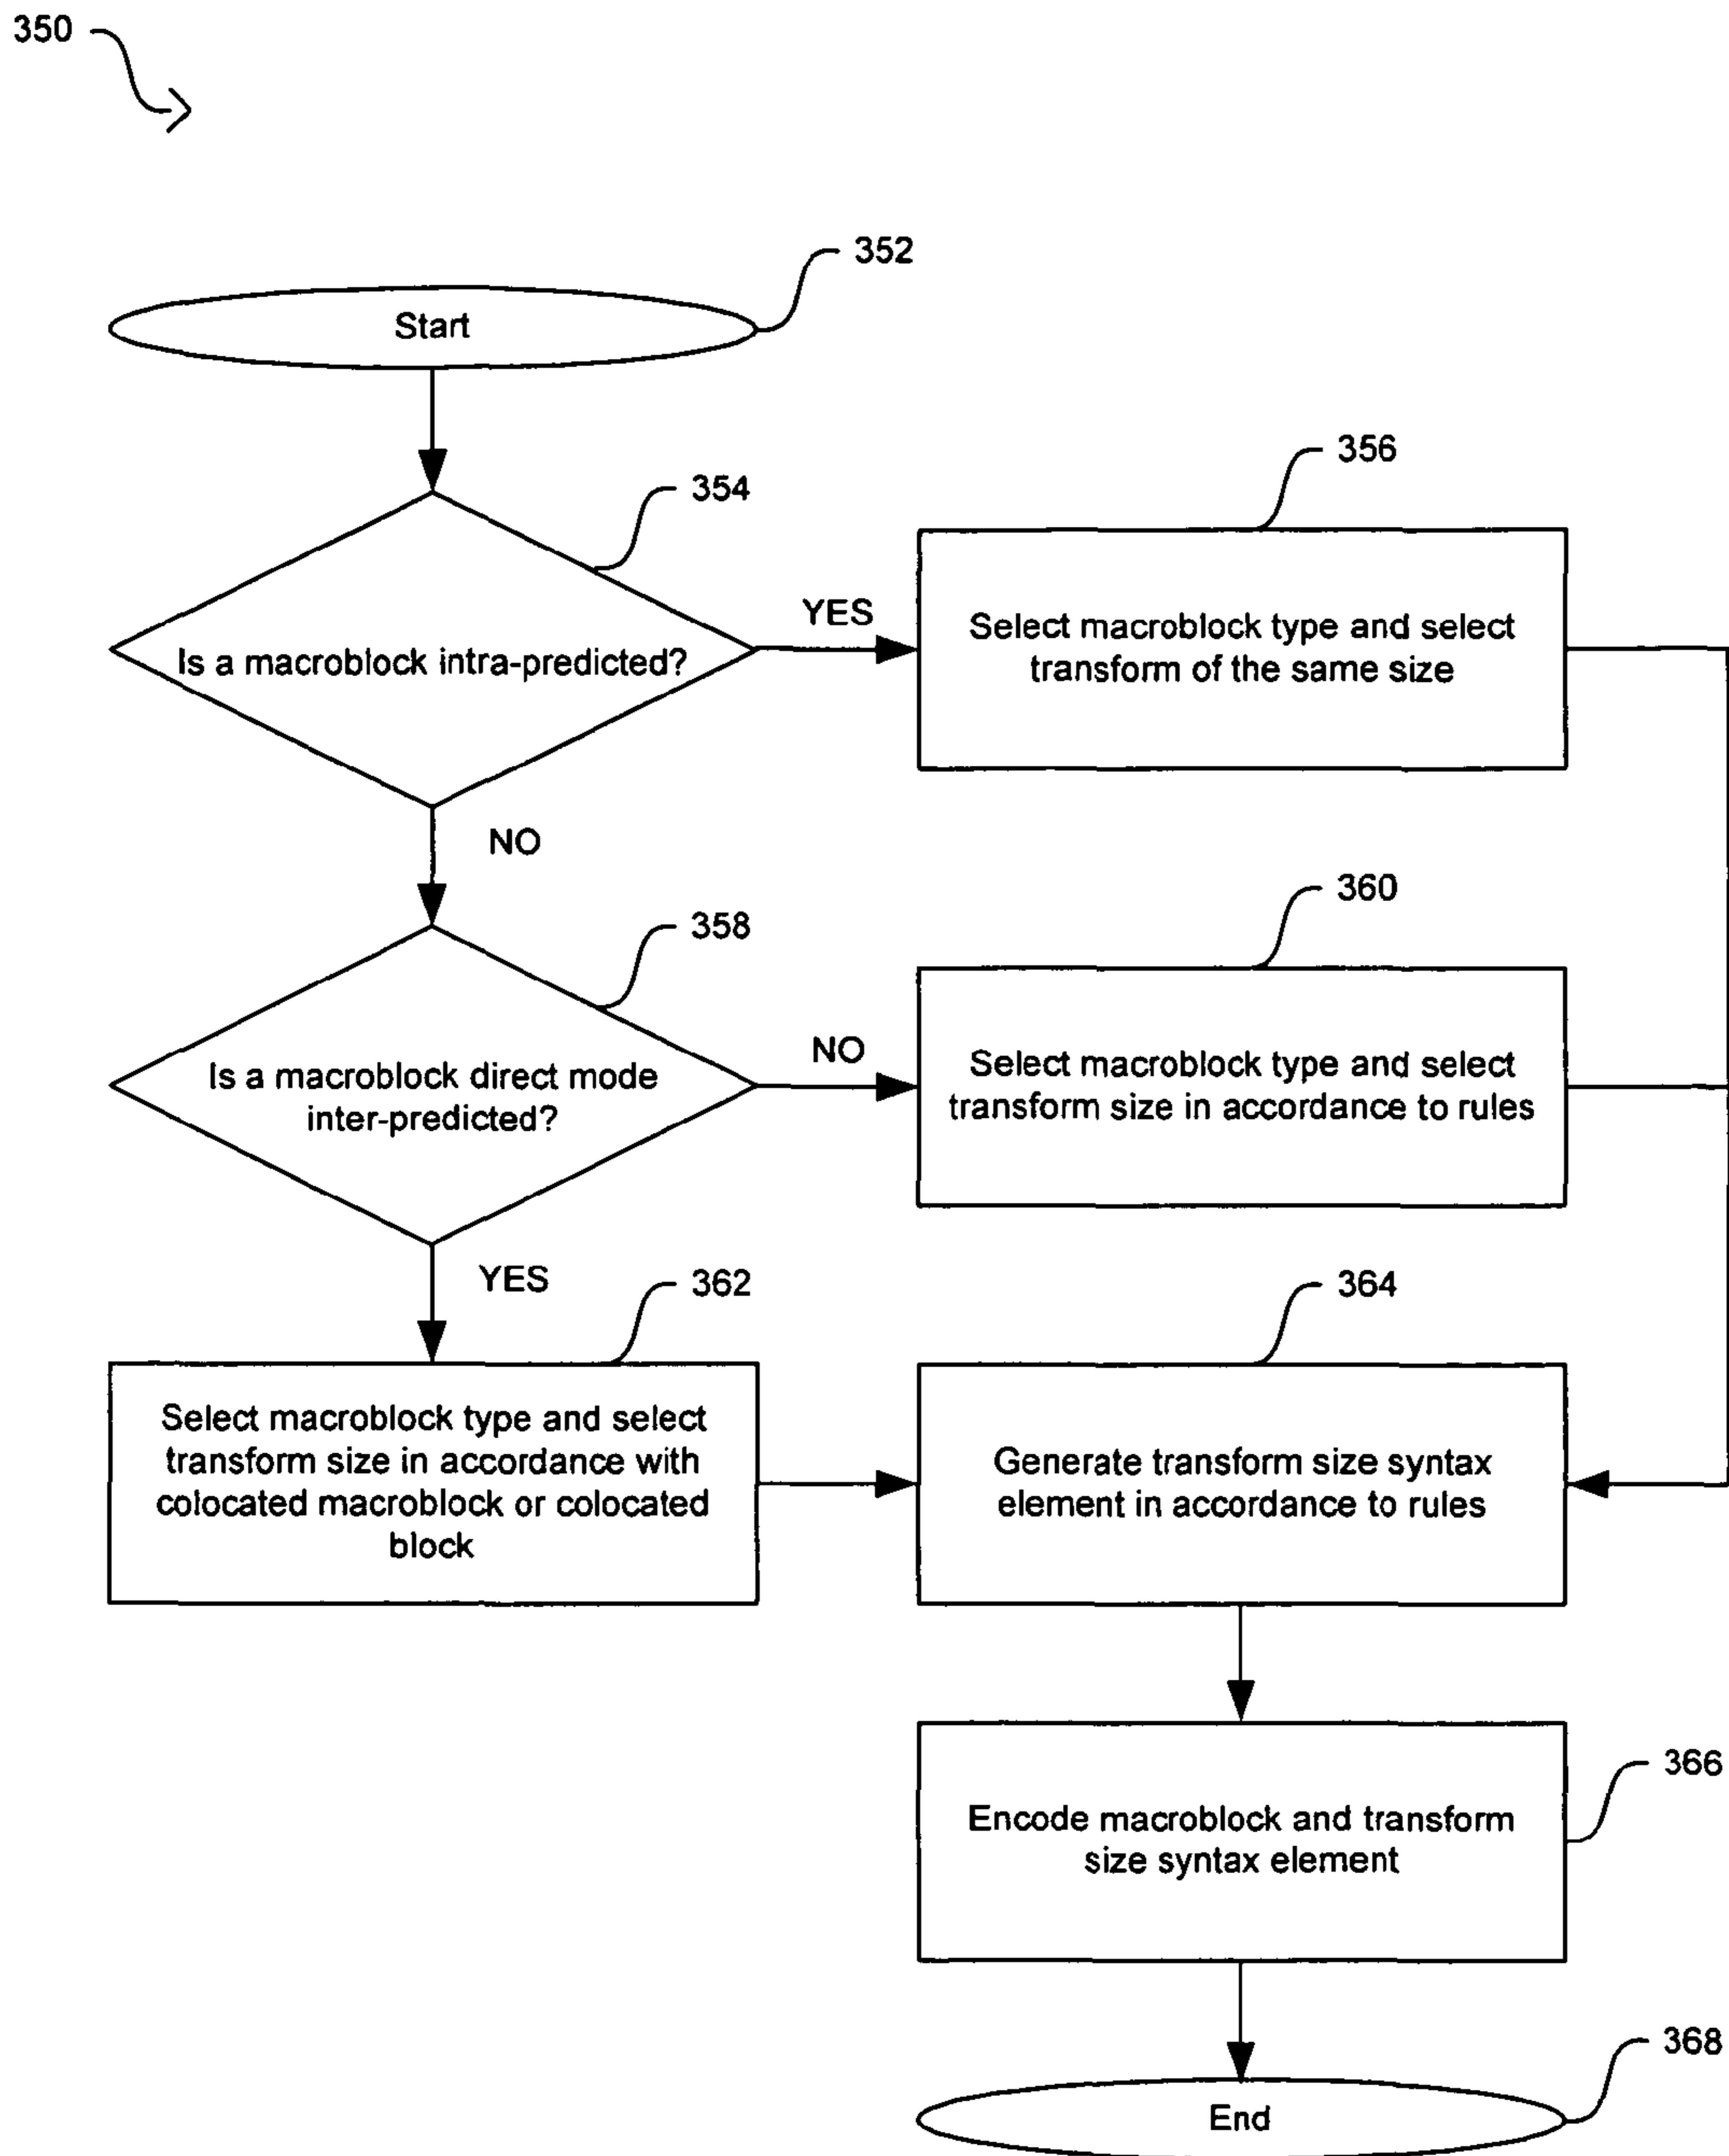 350
352
Start
354
356
Is a macroblock intra-predicted?
YES
Select macroblock type and select
transform of the same size
NO
358
360
Is a macroblock direct mode
inter-predicted?
NO
Select macroblock type and select
transform size in accordance to rules
YES
362
364
Select macroblock type and select
transform size in accordance with
colocated macroblock or colocated
block
Generate transform size syntax
element in accordance to rules
366
Encode macroblock and transform
size syntax element
368
End